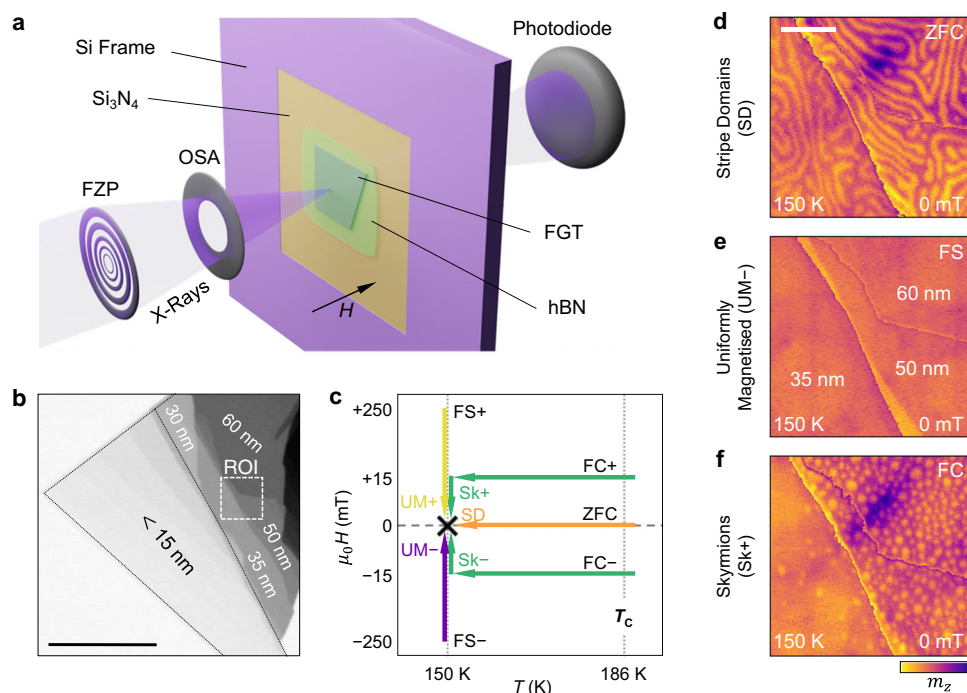 a
Si Frame
Si₃N₄
OSA
FZP
X-Rays
H
Photodiode
FGT
hBN
b
30 nm
60 nm
ROI
< 15 nm
50 nm
35 nm
c
μ₀H (mT)
+250
+15
0
−15
−250
FS+
FC+
UM+
Sk+
SD
ZFC
UM−
Sk−
FC−
FS−
T_C
150 K
186 K
T (K)
d
Stripe Domains
(SD)
ZFC
150 K
0 mT
e
Uniformly
Magnetised (UM−)
FS
60 nm
50 nm
35 nm
150 K
0 mT
f
Skymions
(Sk+)
FC
150 K
0 mT
m_z